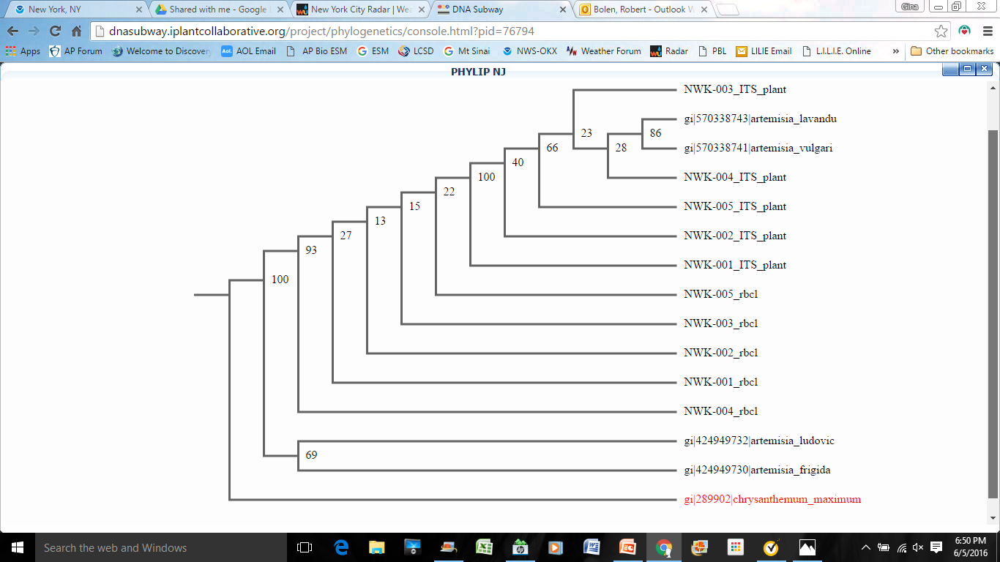 New York, NY
Shared with me - Google
New York City Radar | Wea
DNA Subway
Bolen, Robert - Outlook W
Gina
dnasubway.iplantcollaborative.org/project/phylogenetics/console.html?pid=76794
Apps AP Forum Welcome to Discovery AOL Email AP Bio ESM ESM LCSD Mt Sinai NWS-OKX Weather Forum Radar PBL LILIE Email L.I.L.I.E. Online » Other bookmarks
PHYLIP NJ
NWK-003_ITS_plant
gi|570338743|artemisia_lavandu
23 86
gi|570338741|artemisia_vulgari
66 28
40
NWK-004_ITS_plant
100
22
NWK-005_ITS_plant
15
13
NWK-002_ITS_plant
27
93
NWK-001_ITS_plant
100
NWK-005_rbcl
NWK-003_rbcl
NWK-002_rbcl
NWK-001_rbcl
NWK-004_rbcl
gi|424949732|artemisia_ludovic
69
gi|424949730|artemisia_frigida
gi|289902|chrysanthemum_maximum
Search the web and Windows
6:50 PM
6/5/2016